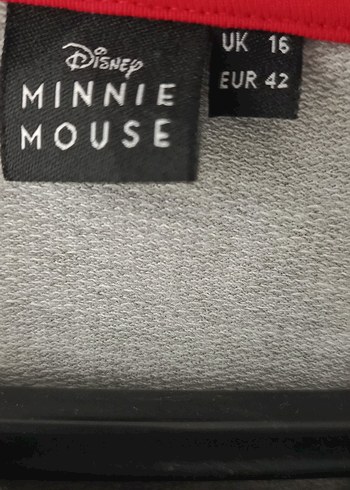 Disney
MINNIE
MOUSE
UK 16
EUR 42